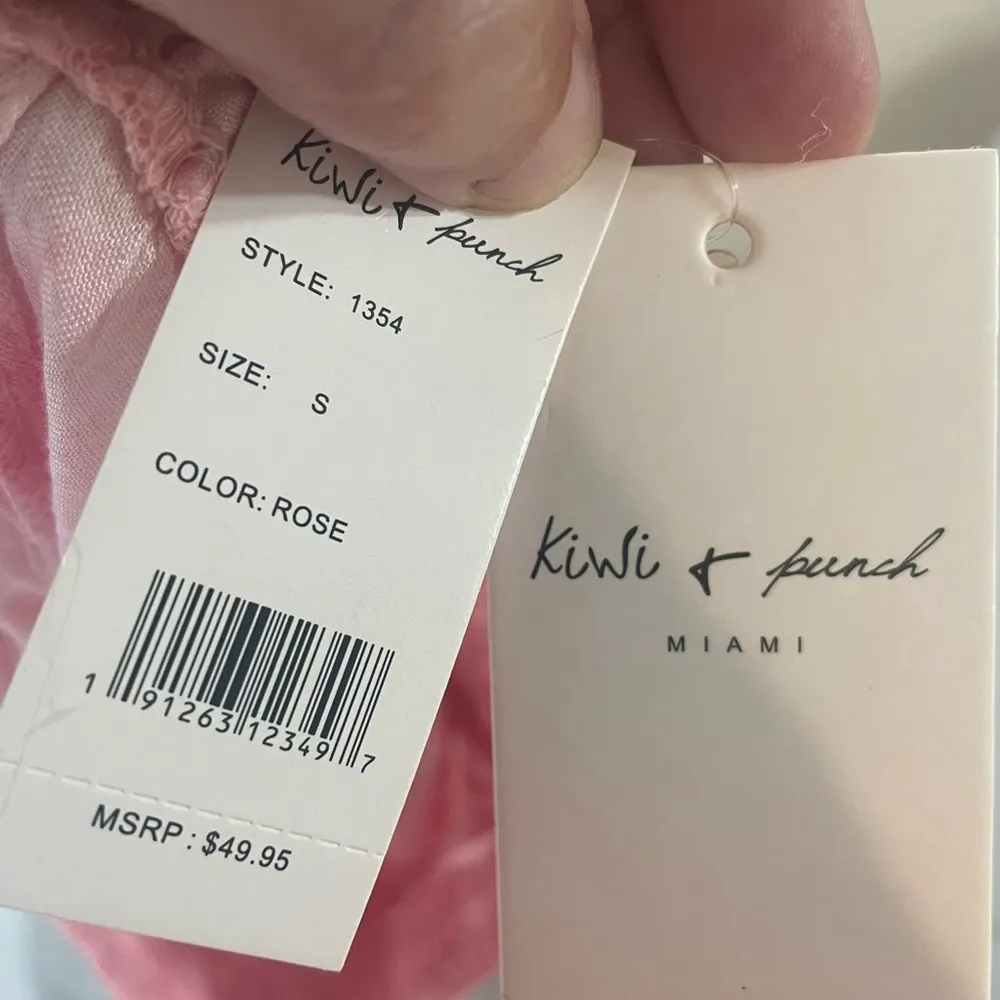 Kiwi + punch
STYLE: 1354
SIZE: S
COLOR: ROSE
1 91263 12349 7
MSRP: $49.95
Kiwi + punch
MIAMI